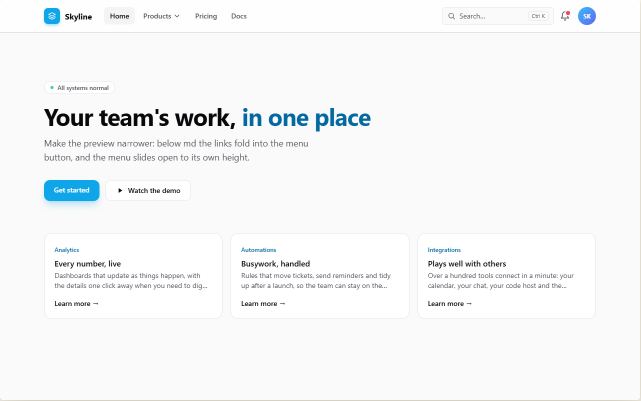 Skyline
Home
Products
Pricing
Docs
Search...
Ctrl K
SK
All systems normal
Your team's work, in one place
Make the preview narrower: below md the links fold into the menu
button, and the menu slides open to its own height.
Get started
Watch the demo
Analytics
Every number, live
Dashboards that update as things happen, with
the details one click away when you need to dig...
Learn more →
Automations
Busywork, handled
Rules that move tickets, send reminders and tidy
up after a launch, so the team can stay on the...
Learn more →
Integrations
Plays well with others
Over a hundred tools connect in a minute: your
calendar, your chat, your code host and the...
Learn more →